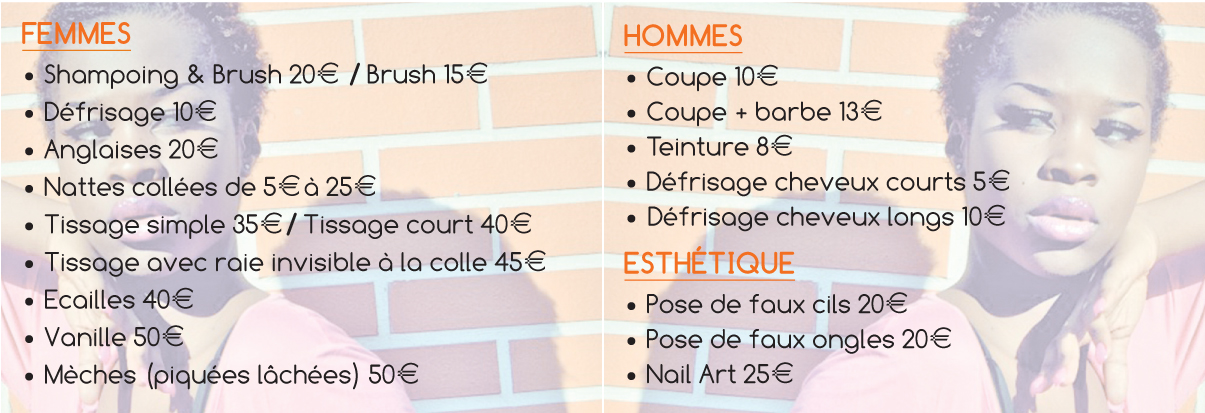 FEMMES
• Shampoing & Brush 20€ / Brush 15€
• Défrisage 10€
• Anglaises 20€
• Nattes collées de 5€ à 25€
• Tissage simple 35€ / Tissage court 40€
• Tissage avec raie invisible à la colle 45€
• Ecailles 40€
• Vanille 50€
• Mèches (piquées lâchées) 50€
HOMMES
• Coupe 10€
• Coupe + barbe 13€
• Teinture 8€
• Défrisage cheveux courts 5€
• Défrisage cheveux longs 10€
ESTHÉTIQUE
• Pose de faux cils 20€
• Pose de faux ongles 20€
• Nail Art 25€